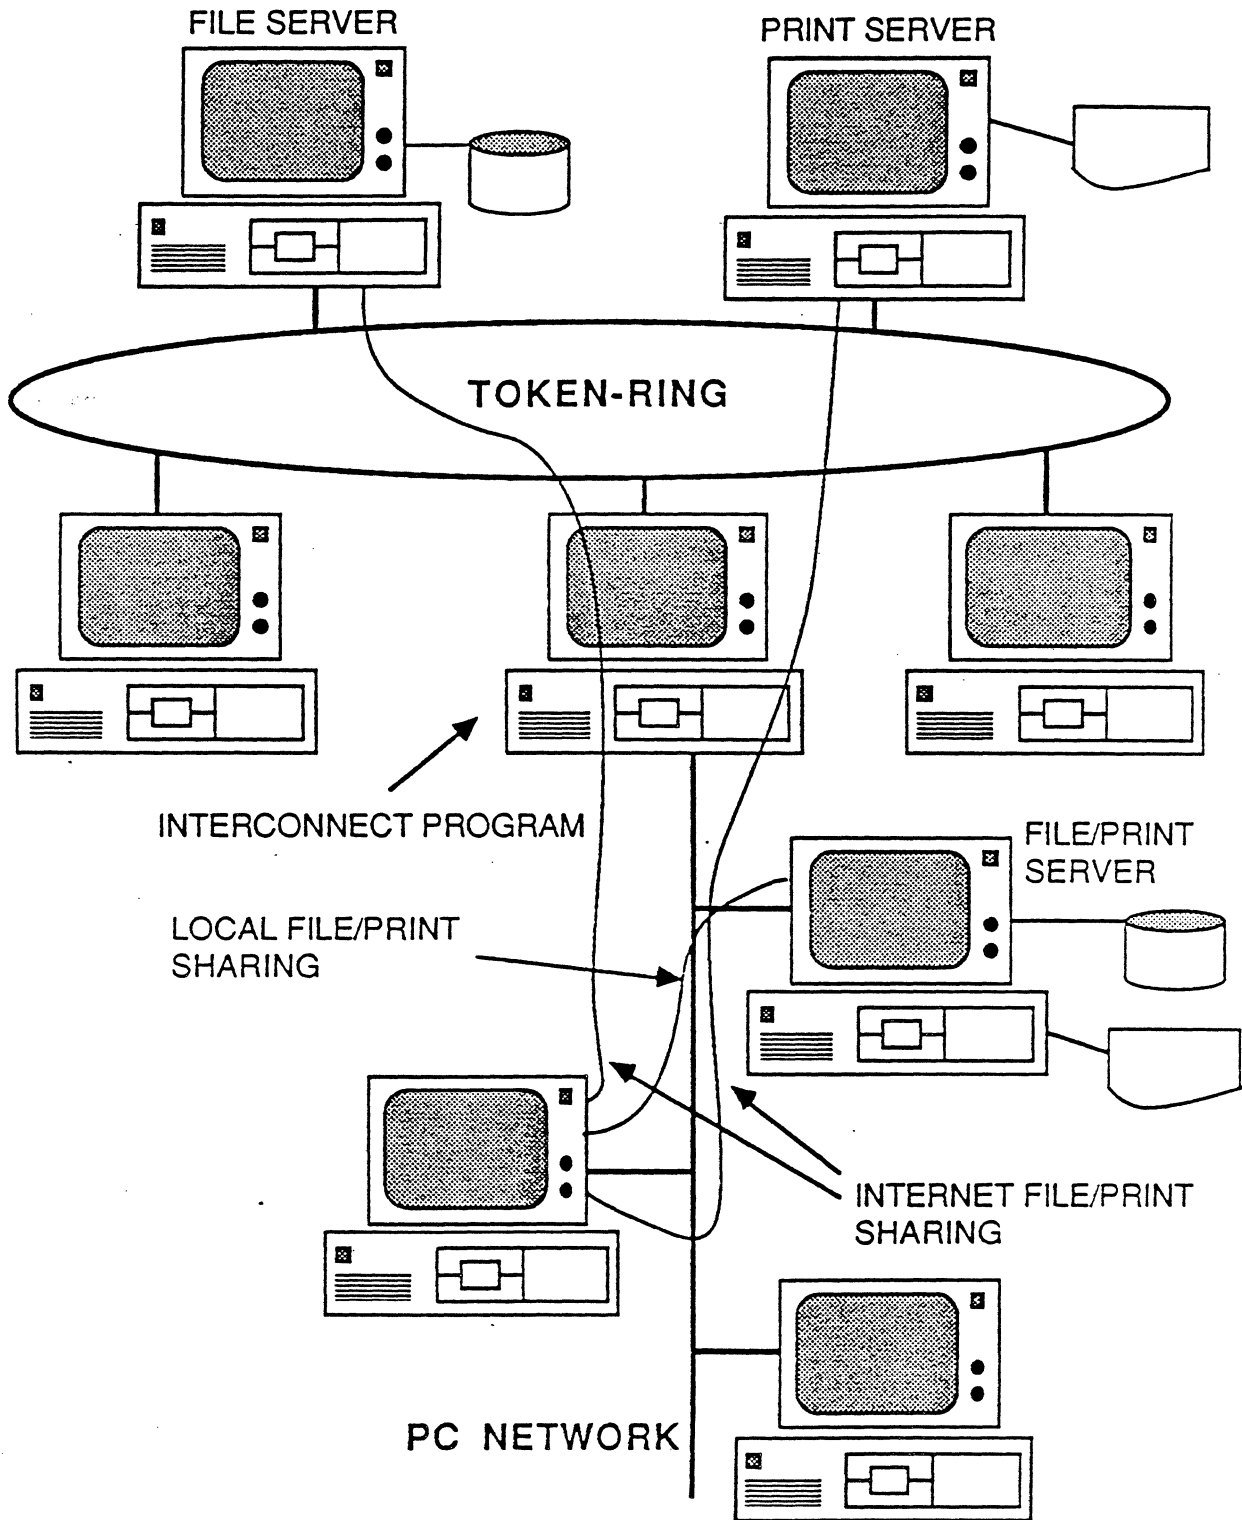 FILE SERVER
PRINT SERVER
TOKEN-RING
INTERCONNECT PROGRAM
FILE/PRINT
SERVER
LOCAL FILE/PRINT
SHARING
INTERNET FILE/PRINT
SHARING
PC NETWORK